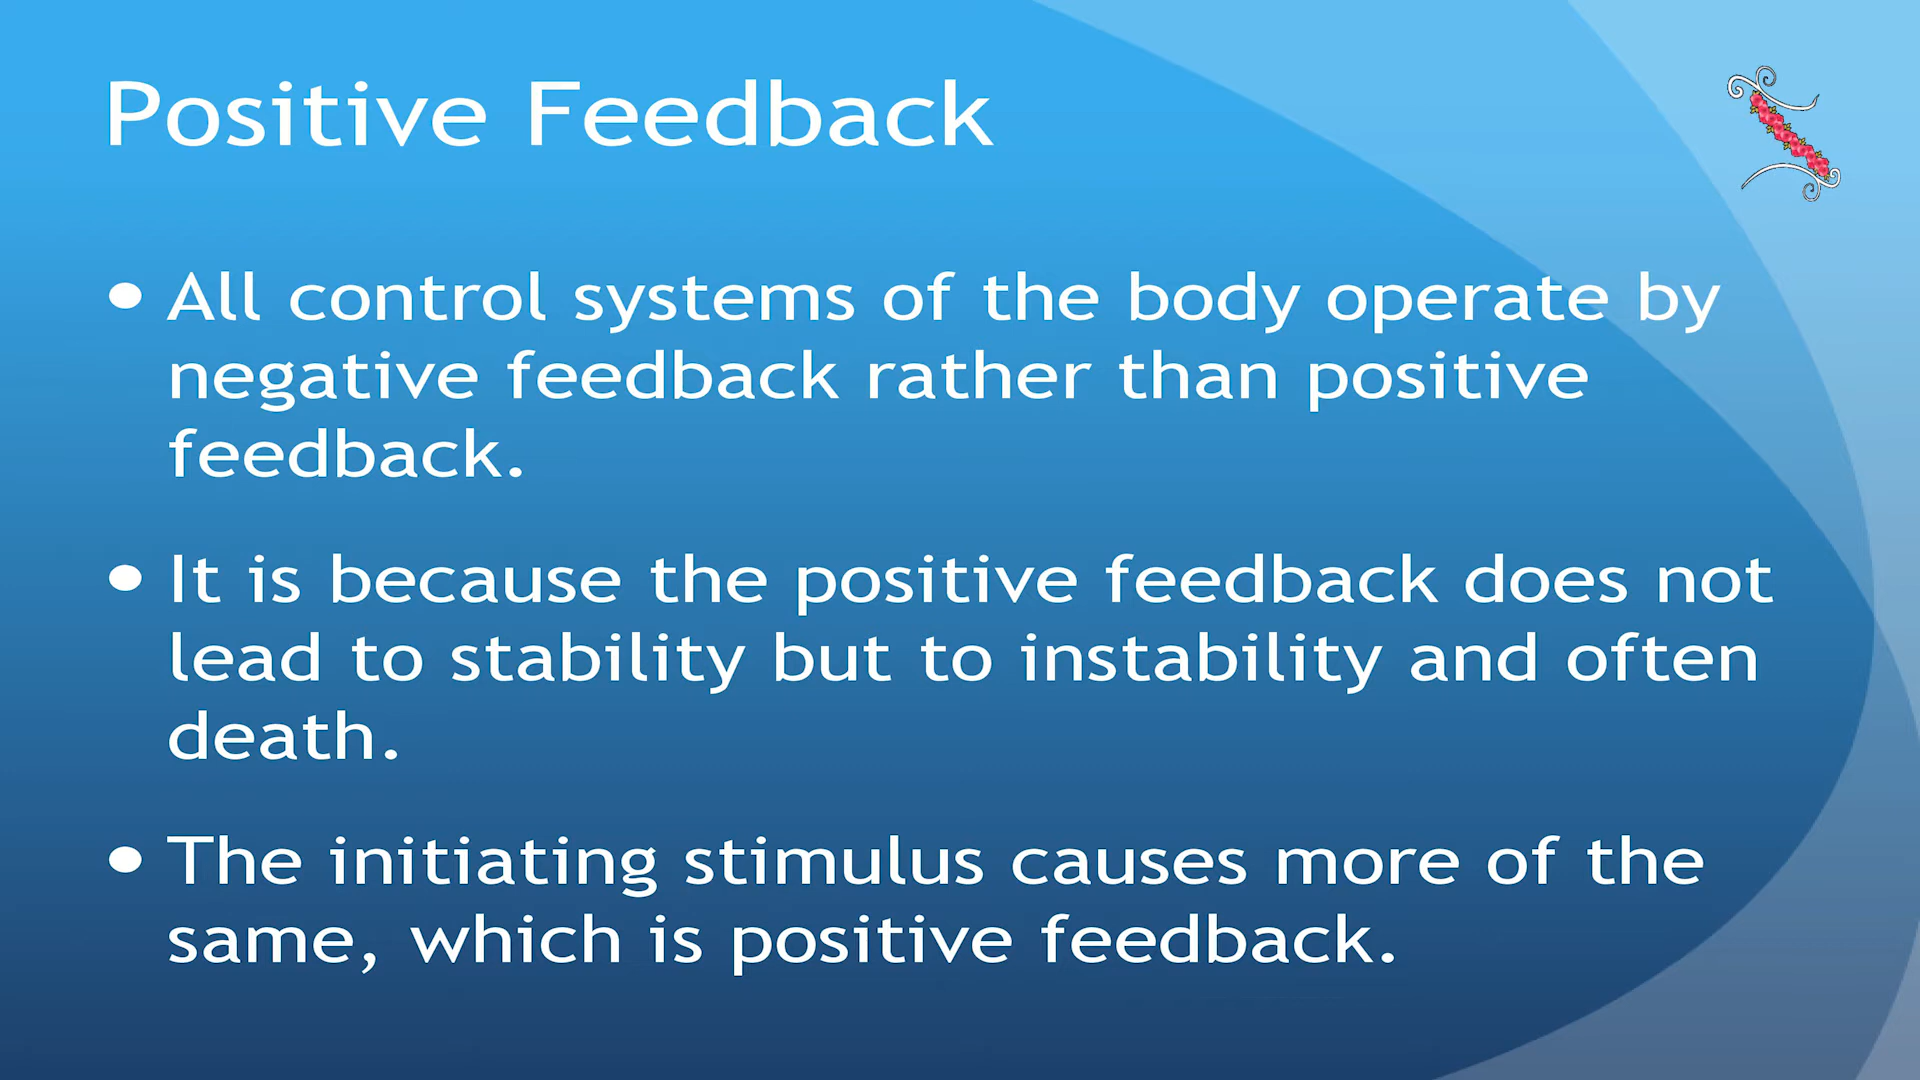 Positive Feedback
• All control systems of the body operate by
negative feedback rather than positive
feedback.
• It is because the positive feedback does not
lead to stability but to instability and often
death.
• The initiating stimulus causes more of the
same, which is positive feedback.